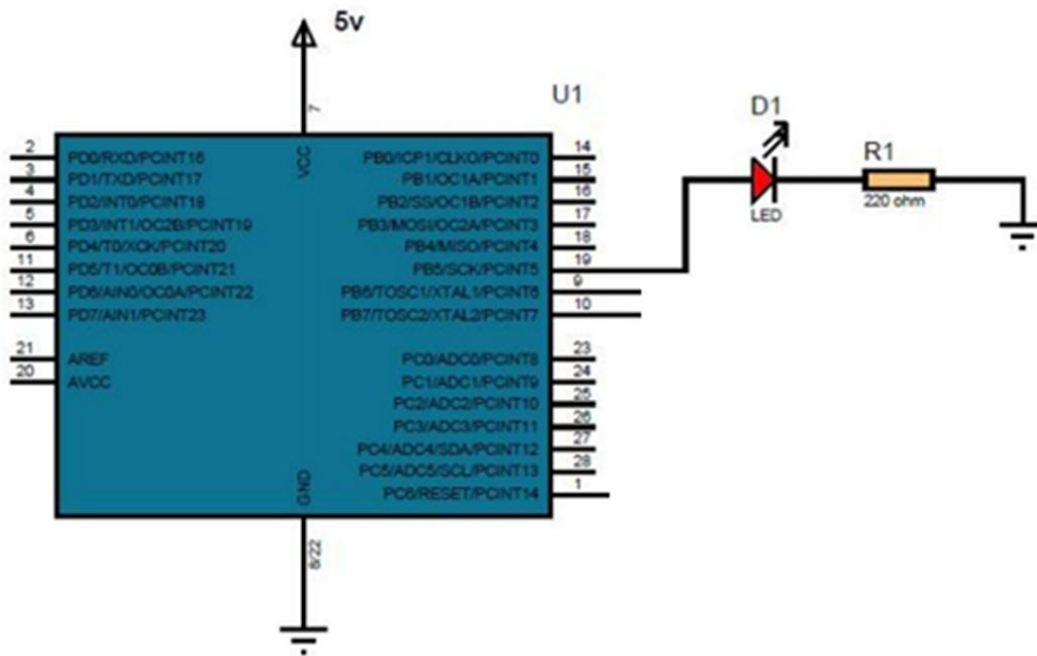 5v
7
U1
VCC
2 PD0/RXD/PCINT16
3 PD1/TXD/PCINT17
4 PD2/INT0/PCINT18
5 PD3/INT1/OC2B/PCINT19
6 PD4/T0/XCK/PCINT20
11 PD5/T1/OC0B/PCINT21
12 PD6/AIN0/OC0A/PCINT22
13 PD7/AIN1/PCINT23
21 AREF
20 AVCC
PB0/ICP1/CLKO/PCINT0 14
PB1/OC1A/PCINT1 15
PB2/SS/OC1B/PCINT2 16
PB3/MOSI/OC2A/PCINT3 17
PB4/MISO/PCINT4 18
PB5/SCK/PCINT5 19
PB6/TOSC1/XTAL1/PCINT6 9
PB7/TOSC2/XTAL2/PCINT7 10
PC0/ADC0/PCINT8 23
PC1/ADC1/PCINT9 24
PC2/ADC2/PCINT10 25
PC3/ADC3/PCINT11 26
PC4/ADC4/SDA/PCINT12 27
PC5/ADC5/SCL/PCINT13 28
PC6/RESET/PCINT14 1
GND
8/22
D1
LED
R1
220 ohm